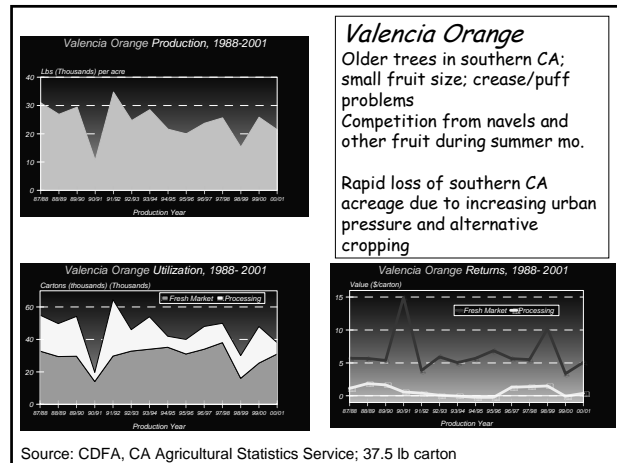 Valencia Orange Production, 1988-2001
Lbs (Thousands) per acre
40
30
20
10
0
87/88 88/89 89/90 90/91 91/92 92/93 93/94 94/95 95/96 96/97 97/98 98/99 99/00 00/01
Production Year
Valencia Orange
Older trees in southern CA;
small fruit size; crease/puff
problems
Competition from navels and
other fruit during summer mo.
Rapid loss of southern CA
acreage due to increasing urban
pressure and alternative
cropping
Valencia Orange Utilization, 1988- 2001
Cartons (thousands) (Thousands)
Fresh Market Processing
60
40
20
0
87/88 88/89 89/90 90/91 91/92 92/93 93/94 94/95 95/96 96/97 97/98 98/99 99/00 00/01
Production Year
Valencia Orange Returns, 1988- 2001
Value ($/carton)
Fresh Market Processing
15
10
5
0
87/88 88/89 89/90 90/91 91/92 92/93 93/94 94/95 95/96 96/97 97/98 98/99 99/00 00/01
Production Year
Source: CDFA, CA Agricultural Statistics Service; 37.5 lb carton